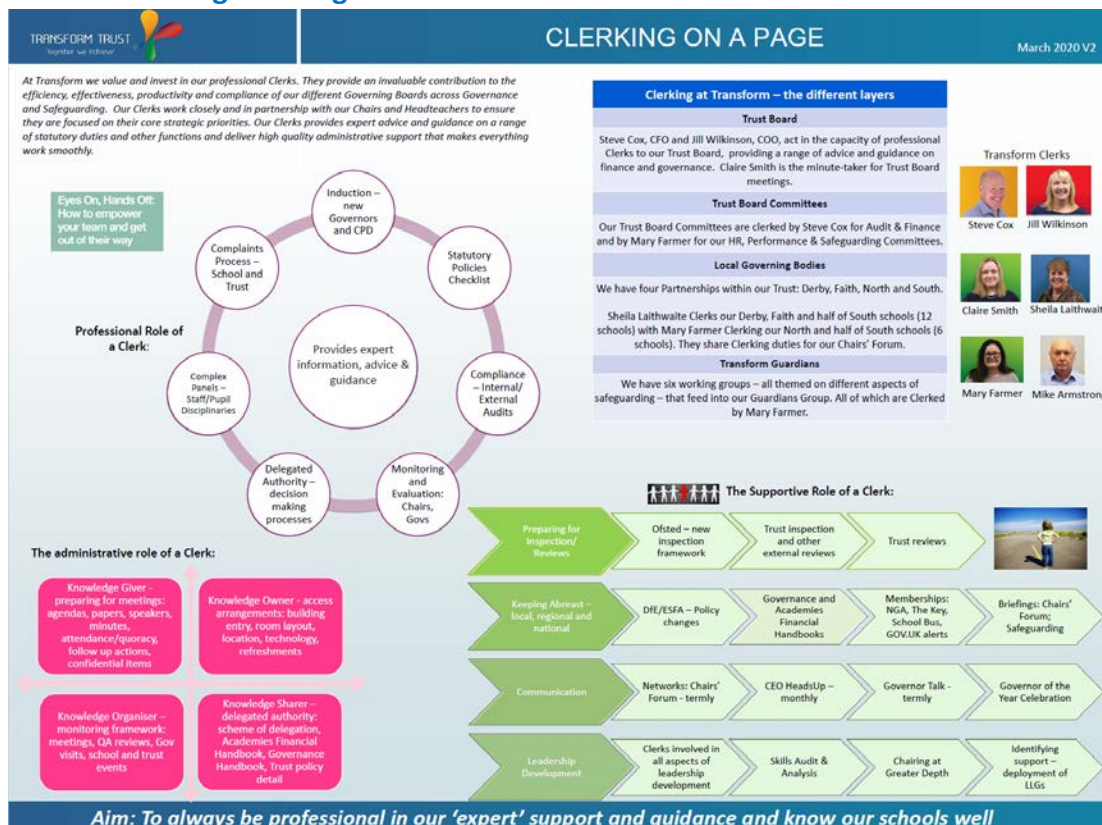 TRANSFORM TRUST
Together we Achieve
CLERKING ON A PAGE
March 2020 V2
At Transform we value and invest in our professional Clerks. They provide an invaluable contribution to the
efficiency, effectiveness, productivity and compliance of our different Governing Boards across Governance
and Safeguarding. Our Clerks work closely and in partnership with our Chairs and Headteachers to ensure
they are focused on their core strategic priorities. Our Clerks provides expert advice and guidance on a range
of statutory duties and other functions and deliver high quality administrative support that makes everything
work smoothly.
Eyes On, Hands Off:
How to empower
your team and get
out of their way
Professional Role of
a Clerk:
Provides expert
information, advice &
guidance
Induction –
new
Governors
and CPD
Statutory
Policies
Checklist
Compliance
– Internal/
External
Audits
Monitoring
and
Evaluation:
Chairs,
Govs
Delegated
Authority –
decision
making
processes
Complex
Panels –
Staff/Pupil
Disciplinaries
Complaints
Process –
School and
Trust
Clerking at Transform – the different layers
Trust Board
Steve Cox, CFO and Jill Wilkinson, COO, act in the capacity of professional
Clerks to our Trust Board, providing a range of advice and guidance on
finance and governance. Claire Smith is the minute-taker for Trust Board
meetings.
Trust Board Committees
Our Trust Board Committees are clerked by Steve Cox for Audit & Finance
and by Mary Farmer for our HR, Performance & Safeguarding Committees.
Local Governing Bodies
We have four Partnerships within our Trust: Derby, Faith, North and South.
Sheila Laithwaite Clerks our Derby, Faith and half of South schools (12
schools) with Mary Farmer Clerking our North and half of South schools (6
schools). They share Clerking duties for our Chairs' Forum.
Transform Guardians
We have six working groups – all themed on different aspects of
safeguarding – that feed into our Guardians Group. All of which are Clerked
by Mary Farmer.
Transform Clerks
Steve Cox
Jill Wilkinson
Claire Smith
Sheila Laithwait
Mary Farmer
Mike Armstrong
The administrative role of a Clerk:
Knowledge Giver -
preparing for meetings:
agendas, papers, speakers,
minutes,
attendance/quoracy,
follow up actions,
confidential items
Knowledge Owner - access
arrangements: building
entry, room layout,
location, technology,
refreshments
Knowledge Organiser –
monitoring framework:
meetings, QA reviews, Gov
visits, school and trust
events
Knowledge Sharer –
delegated authority:
scheme of delegation,
Academies Financial
Handbook, Governance
Handbook, Trust policy
detail
The Supportive Role of a Clerk:
Preparing for
Inspection/
Reviews
Ofsted – new
inspection
framework
Trust inspection
and other
external reviews
Trust reviews
Keeping Abreast –
local, regional and
national
DfE/ESFA – Policy
changes
Governance and
Academies
Financial
Handbooks
Memberships:
NGA, The Key,
School Bus,
GOV.UK alerts
Briefings: Chairs'
Forum;
Safeguarding
Communication
Networks: Chairs'
Forum - termly
CEO HeadsUp –
monthly
Governor Talk -
termly
Governor of the
Year Celebration
Leadership
Development
Clerks involved in
all aspects of
leadership
development
Skills Audit &
Analysis
Chairing at
Greater Depth
Identifying
support –
deployment of
LLGs
Aim: To always be professional in our 'expert' support and guidance and know our schools well